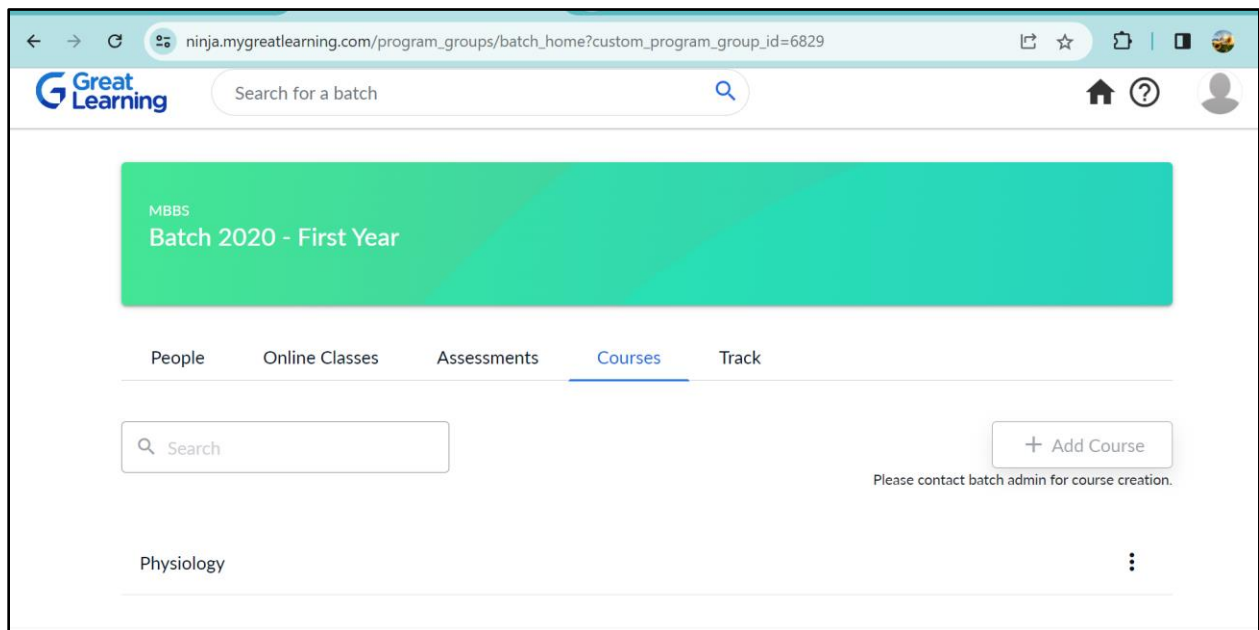 ninja.mygreatlearning.com/program_groups/batch_home?custom_program_group_id=6829
Great
Learning
Search for a batch
MBBS
Batch 2020 - First Year
People Online Classes Assessments Courses Track
Search
+ Add Course
Please contact batch admin for course creation.
Physiology